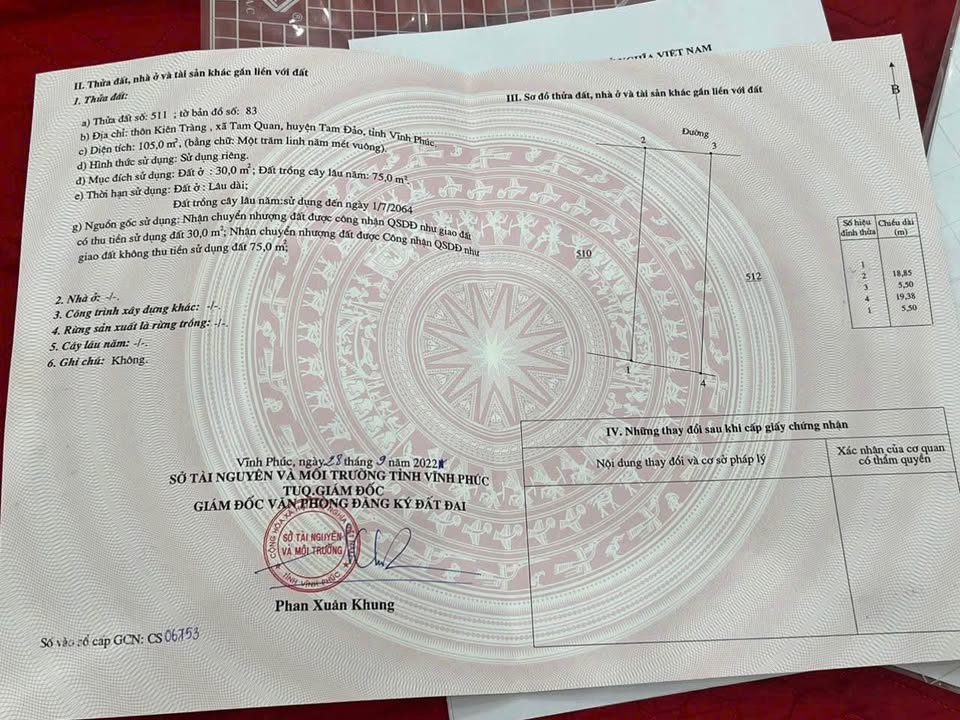 NGHĨA VIỆT NAM
II. Thửa đất, nhà ở và tài sản khác gắn liền với đất
1. Thửa đất:
a) Thửa đất số: 511 ; tờ bản đồ số: 83
b) Địa chỉ: thôn Kiên Tràng , xã Tam Quan, huyện Tam Đảo, tỉnh Vĩnh Phúc.
c) Diện tích: 105,0 m², (bằng chữ: Một trăm linh năm mét vuông).
d) Hình thức sử dụng: Sử dụng riêng.
đ) Mục đích sử dụng: Đất ở : 30,0 m²; Đất trồng cây lâu năm: 75,0 m².
e) Thời hạn sử dụng: Đất ở : Lâu dài;
Đất trồng cây lâu năm:sử dụng đến ngày 1/7/2064
g) Nguồn gốc sử dụng: Nhận chuyển nhượng đất được công nhận QSDĐ như giao đất
có thu tiền sử dụng đất 30,0 m²; Nhận chuyển nhượng đất được Công nhận QSDĐ như
giao đất không thu tiền sử dụng đất 75,0 m²;
2. Nhà ở: -/-.
3. Công trình xây dựng khác: -/-.
4. Rừng sản xuất là rừng trồng: -/-.
5. Cây lâu năm: -/-.
6. Ghi chú: Không.
Vĩnh Phúc, ngày 28 tháng 9 năm 2022
SỞ TÀI NGUYÊN VÀ MÔI TRƯỜNG TỈNH VĨNH PHÚC
TUQ.GIÁM ĐỐC
GIÁM ĐỐC VĂN PHÒNG ĐĂNG KÝ ĐẤT ĐAI
SỞ TÀI NGUYÊN
VÀ MÔI TRƯỜNG
TỈNH VĨNH PHÚC
Phan Xuân Khung
Số vào sổ cấp GCN: CS 06753
III. Sơ đồ thửa đất, nhà ở và tài sản khác gắn liền với đất
B
Đường
2
3
510
512
1
4
Số hiệu đỉnh thửa
Chiều dài (m)
1
2 18,85
3 5,50
4 19,38
1 5,50
IV. Những thay đổi sau khi cấp giấy chứng nhận
Nội dung thay đổi và cơ sở pháp lý
Xác nhận của cơ quan
có thẩm quyền